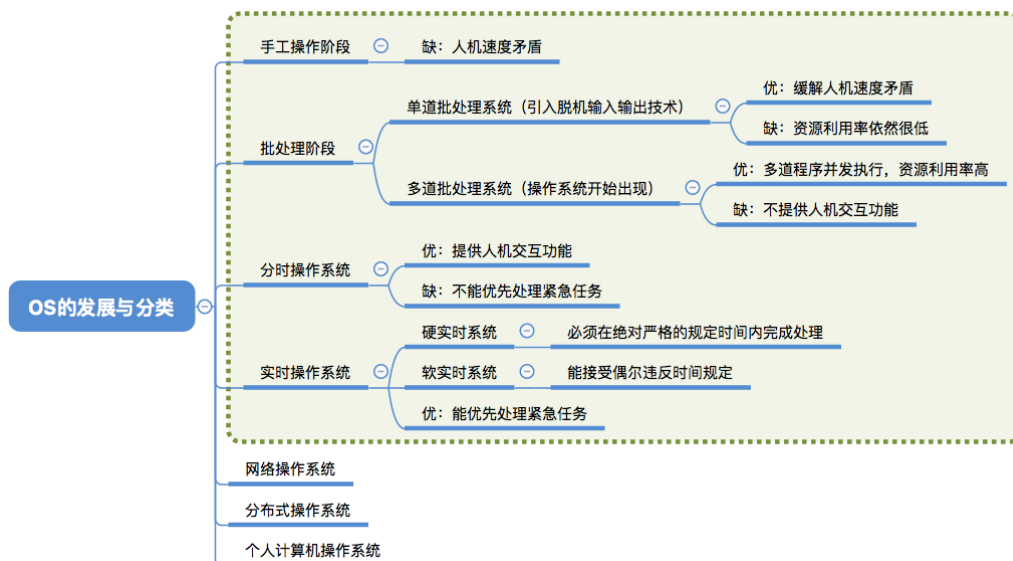 OS的发展与分类
手工操作阶段
缺：人机速度矛盾
批处理阶段
单道批处理系统（引入脱机输入输出技术）
优：缓解人机速度矛盾
缺：资源利用率依然很低
多道批处理系统（操作系统开始出现）
优：多道程序并发执行，资源利用率高
缺：不提供人机交互功能
分时操作系统
优：提供人机交互功能
缺：不能优先处理紧急任务
实时操作系统
硬实时系统
必须在绝对严格的规定时间内完成处理
软实时系统
能接受偶尔违反时间规定
优：能优先处理紧急任务
网络操作系统
分布式操作系统
个人计算机操作系统